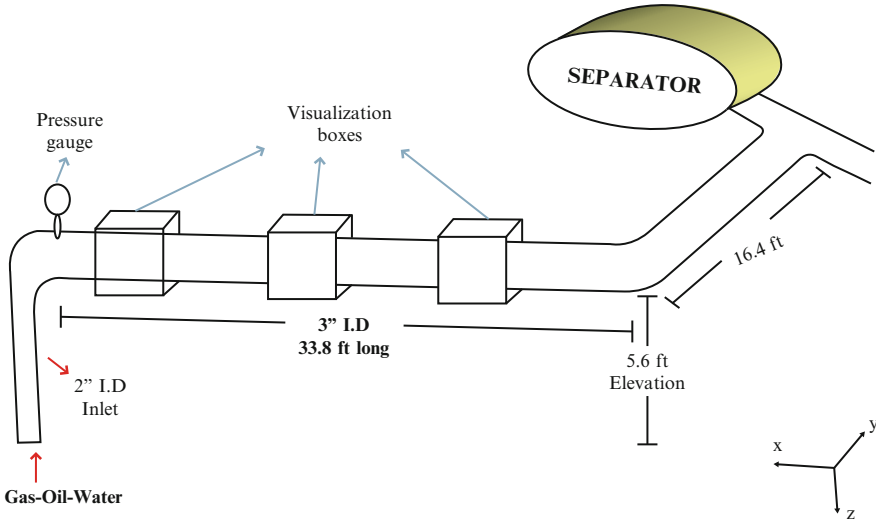 SEPARATOR
Pressure
gauge
Visualization
boxes
16.4 ft
3” I.D
33.8 ft long
5.6 ft
Elevation
2” I.D
Inlet
Gas-Oil-Water
x
y
z